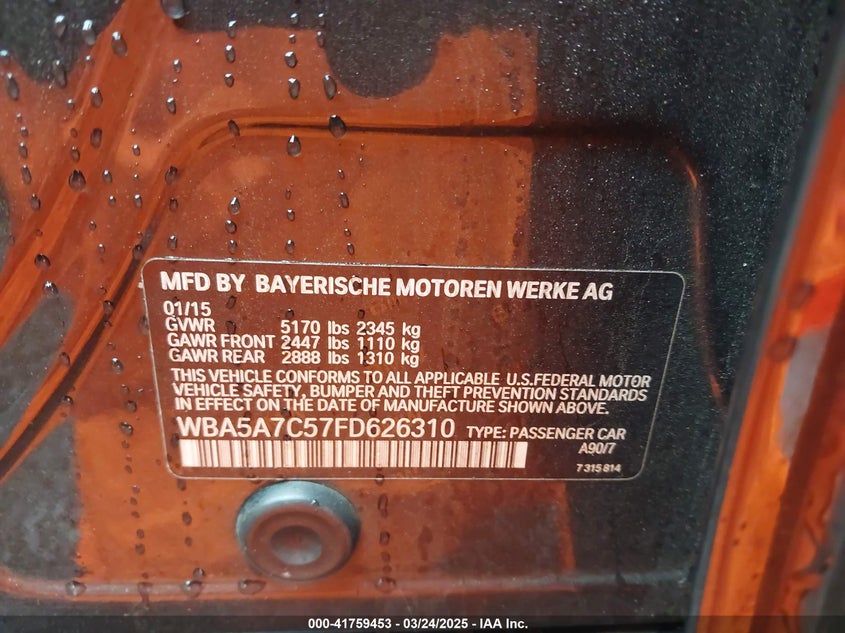 MFD BY BAYERISCHE MOTOREN WERKE AG
01/15
GVWR 5170 lbs 2345 kg
GAWR FRONT 2447 lbs 1110 kg
GAWR REAR 2888 lbs 1310 kg
THIS VEHICLE CONFORMS TO ALL APPLICABLE U.S.FEDERAL MOTOR
VEHICLE SAFETY, BUMPER AND THEFT PREVENTION STANDARDS
IN EFFECT ON THE DATE OF MANUFACTURE SHOWN ABOVE.
WBA5A7C57FD626310 TYPE: PASSENGER CAR
A90/7
7 315 814
000-41759453 - 03/24/2025 - © IAA, Inc.